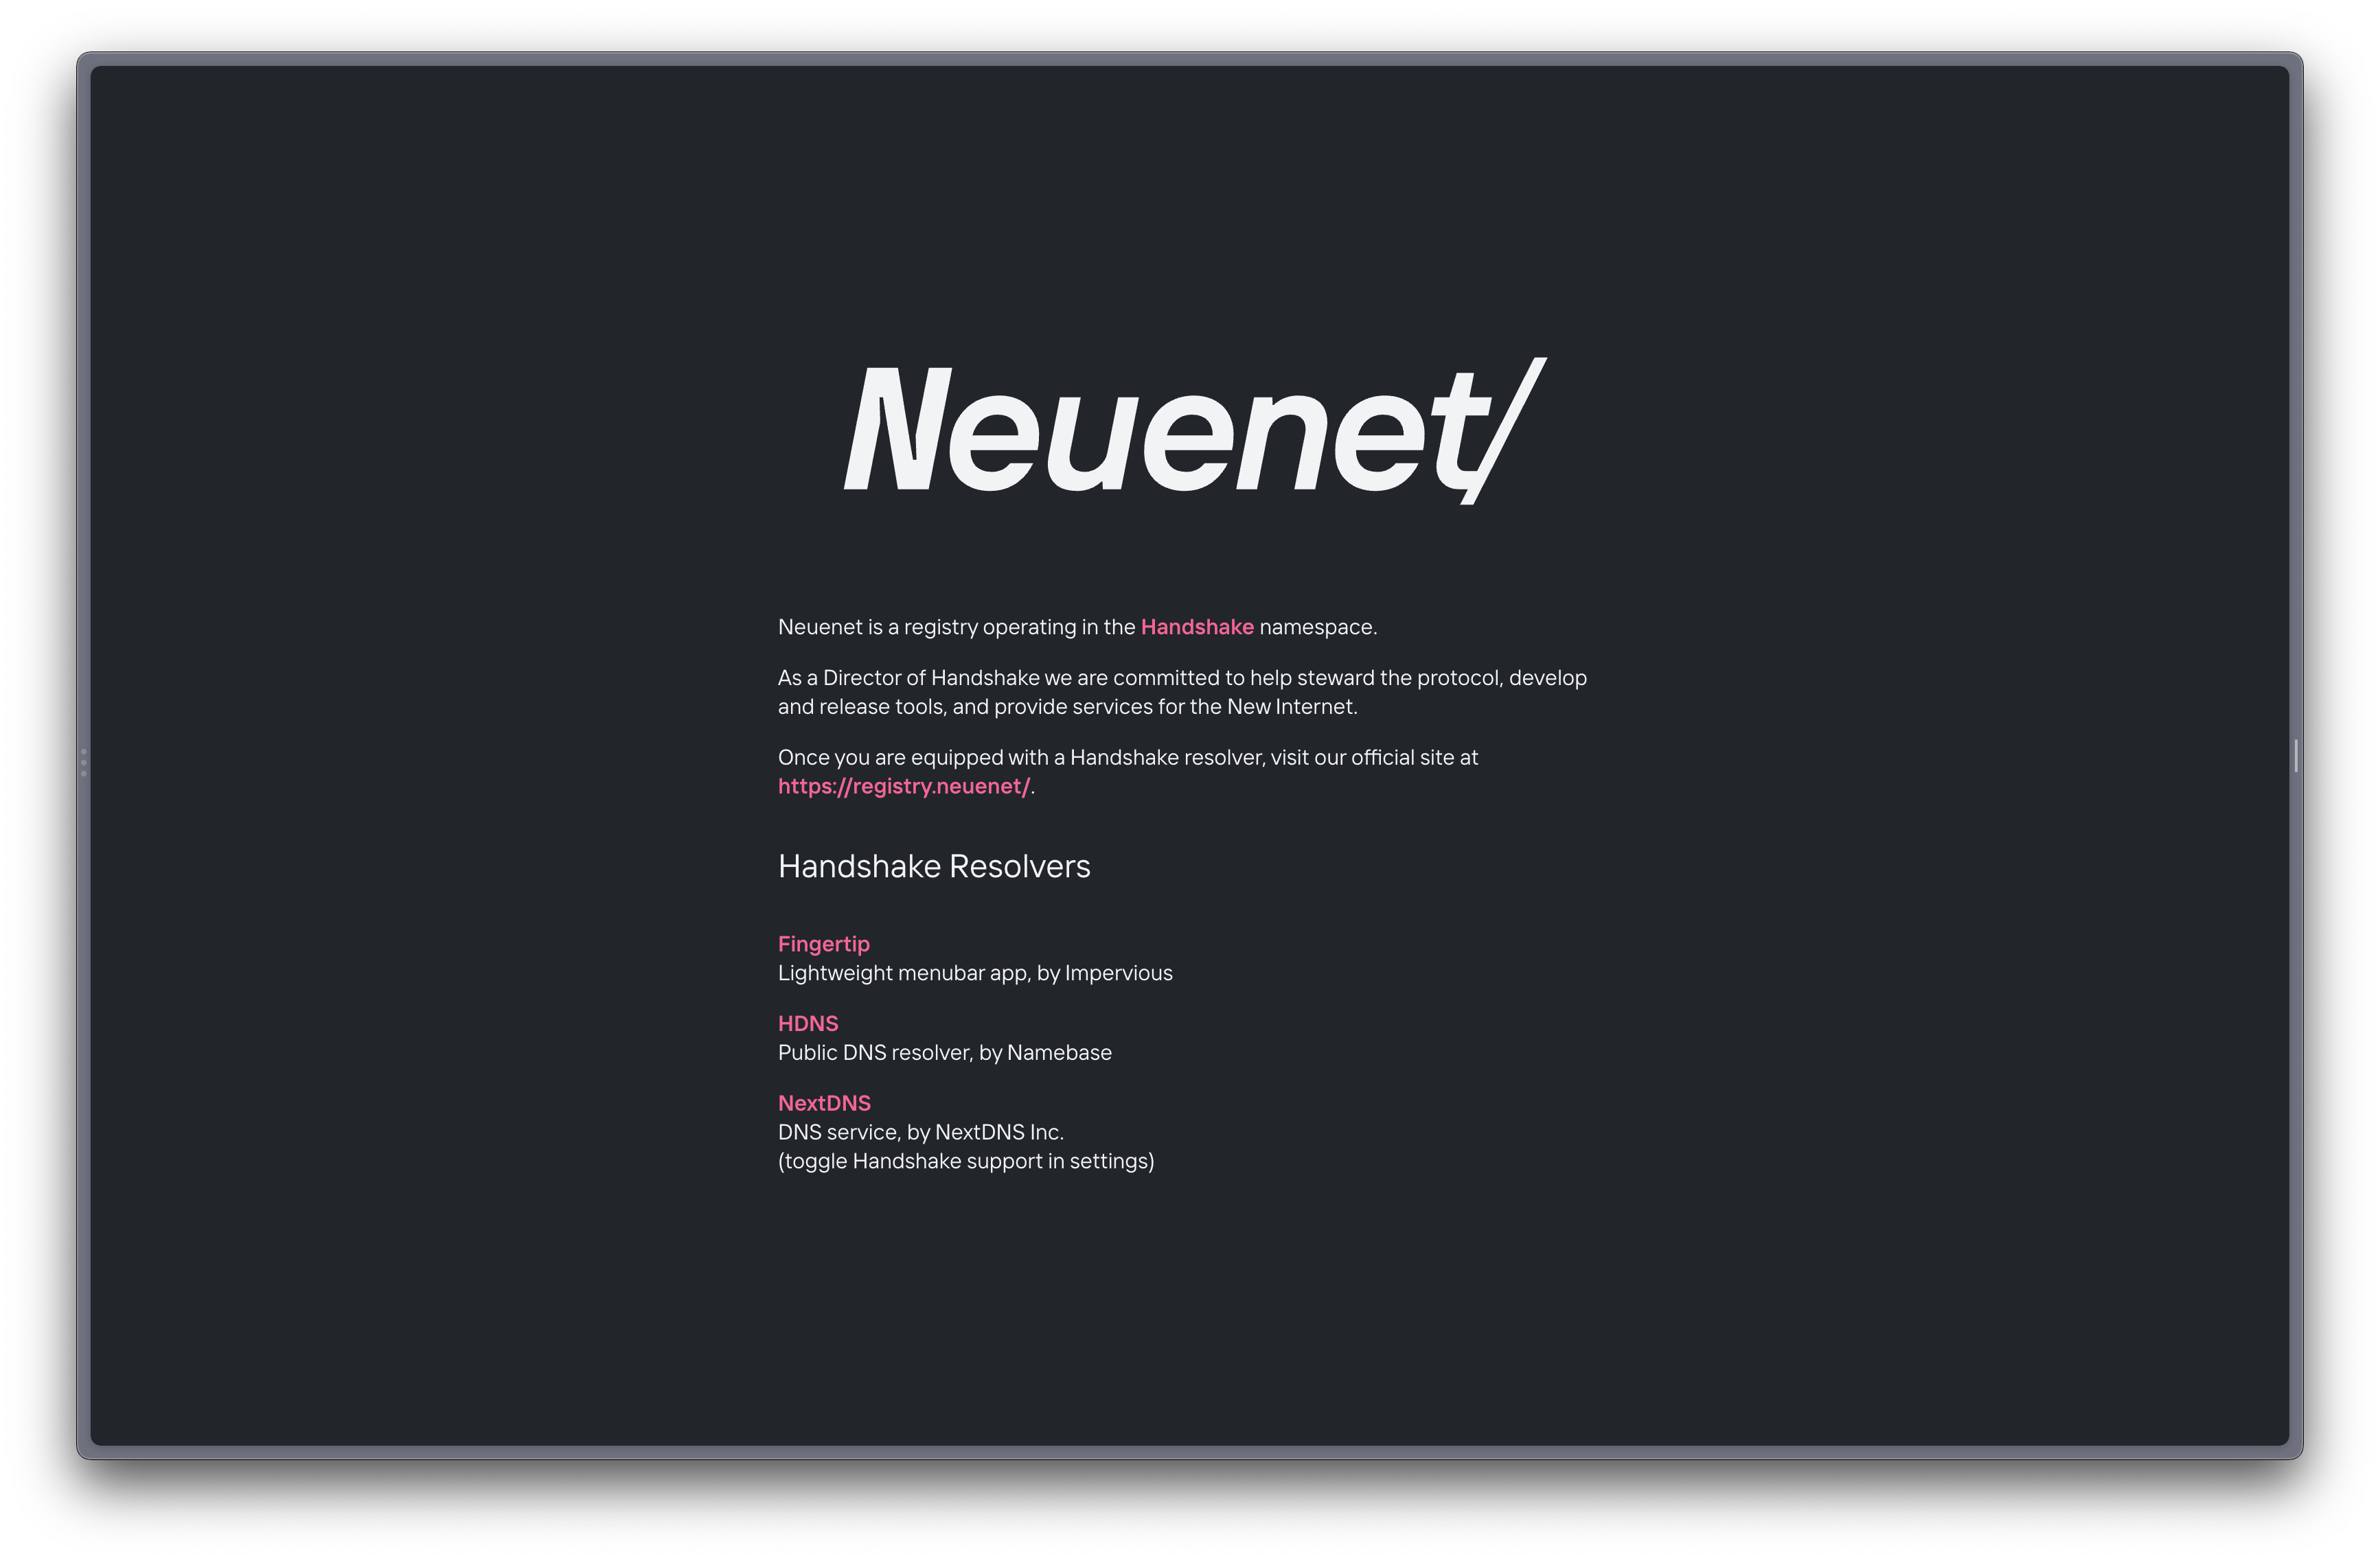 Neuenet/
Neuenet is a registry operating in the Handshake namespace.
As a Director of Handshake we are committed to help steward the protocol, develop
and release tools, and provide services for the New Internet.
Once you are equipped with a Handshake resolver, visit our official site at
https://registry.neuenet/.
Handshake Resolvers
Fingertip
Lightweight menubar app, by Impervious
HDNS
Public DNS resolver, by Namebase
NextDNS
DNS service, by NextDNS Inc.
(toggle Handshake support in settings)